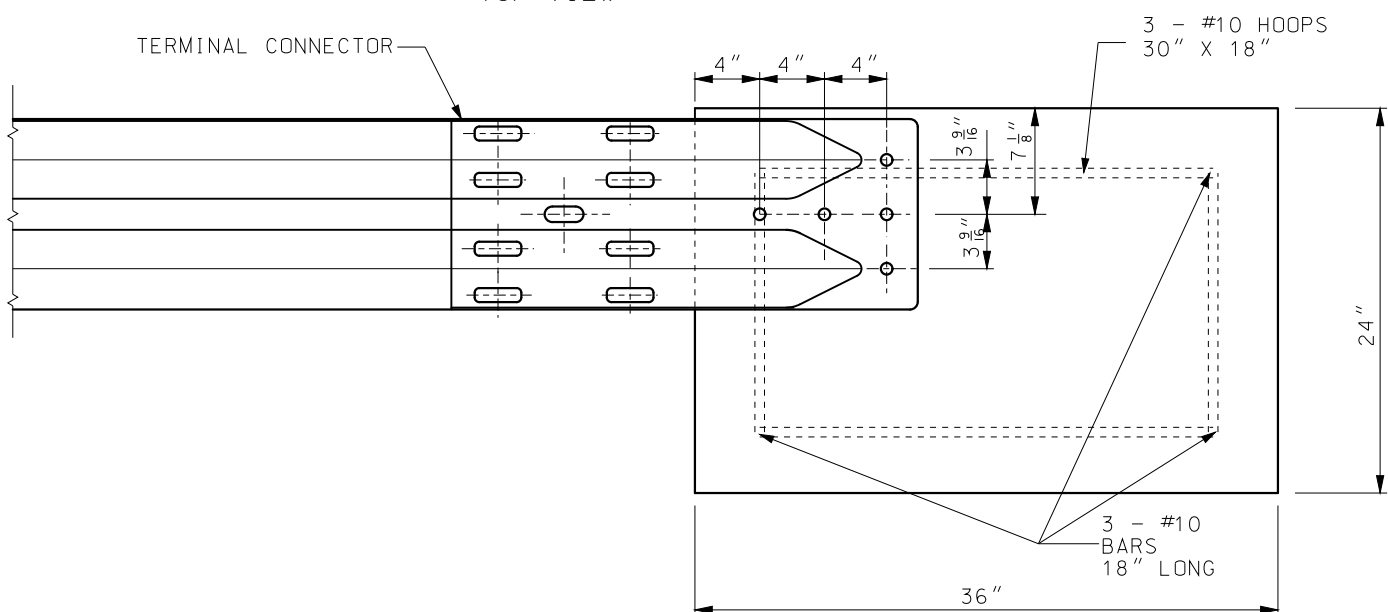 TERMINAL CONNECTOR
3 - #10 HOOPS
30" X 18"
4" 4" 4"
3 9/16"
7 1/8"
3 9/16"
24"
3 - #10
BARS
18" LONG
36"